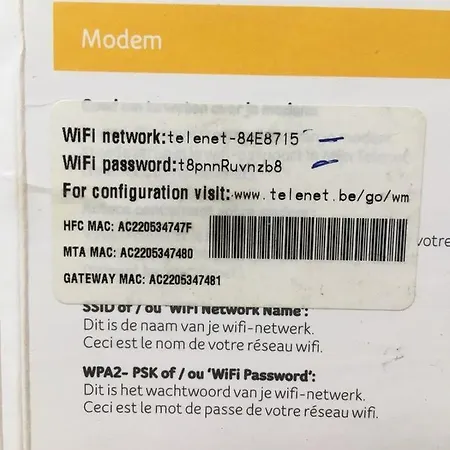 Modem
WiFi network:telenet-84E8715
WiFi password:t8pnnRuvnzb8
For configuration visit:www.telenet.be/go/wm
HFC MAC: AC220534747F
MTA MAC: AC2205347480
GATEWAY MAC: AC2205347481
SSID of / ou 'WiFi Network Name':
Dit is de naam van je wifi-netwerk.
Ceci est le nom de votre réseau wifi.
WPA2- PSK of / ou 'WiFi Password':
Dit is het wachtwoord van je wifi-netwerk.
Ceci est le mot de passe de votre réseau wifi.